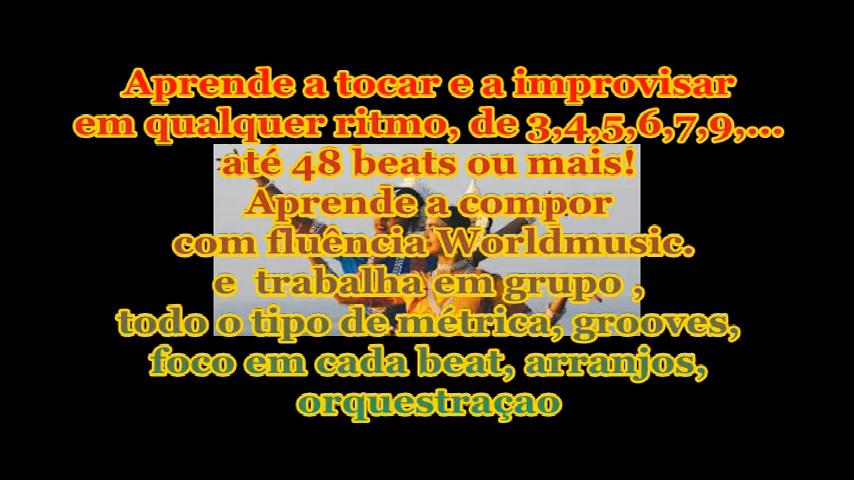 Aprende a tocar e a improvisar
em qualquer ritmo, de 3,4,5,6,7,9,...
até 48 beats ou mais!
Aprende a compor
com fluência Worldmusic.
e trabalha em grupo ,
todo o tipo de métrica, grooves,
foco em cada beat, arranjos,
orquestraçao